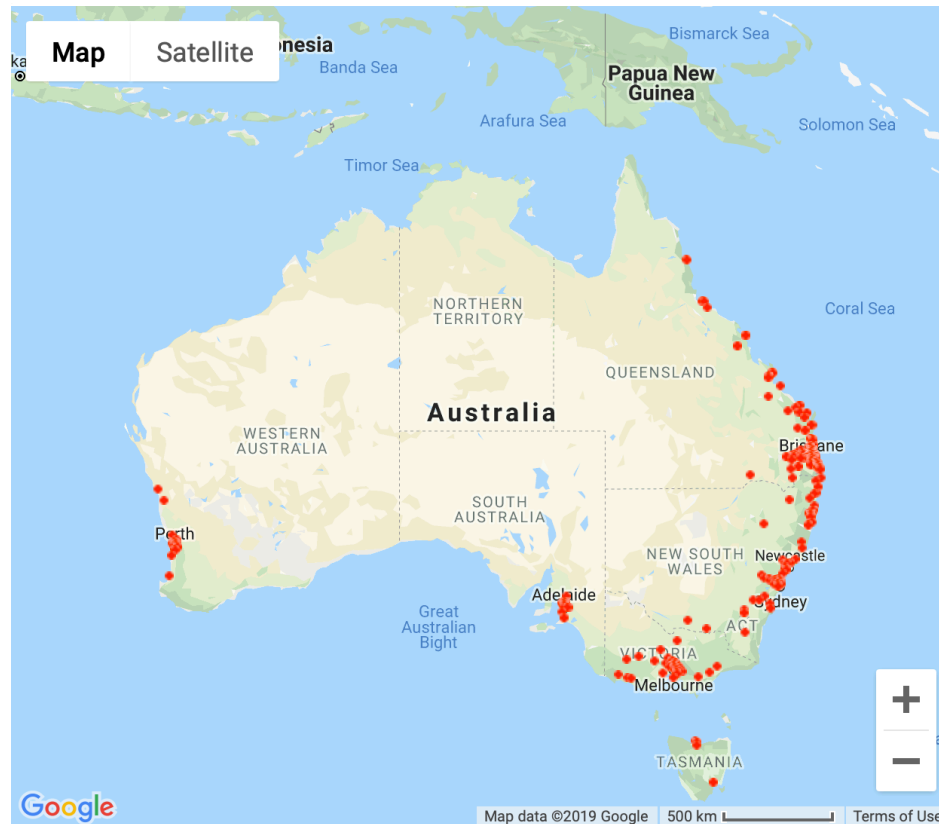 Map
Satellite
onesia
ka
Banda Sea
Bismarck Sea
Papua New
Guinea
Arafura Sea
Solomon Sea
Timor Sea
NORTHERN
TERRITORY
Coral Sea
QUEENSLAND
Australia
WESTERN
AUSTRALIA
Brisbane
SOUTH
AUSTRALIA
Perth
NEW SOUTH
WALES
Newcastle
Adelaide
Sydney
Great
Australian
Bight
ACT
VICTORIA
Melbourne
TASMANIA
Google
Map data ©2019 Google
500 km
Terms of Use